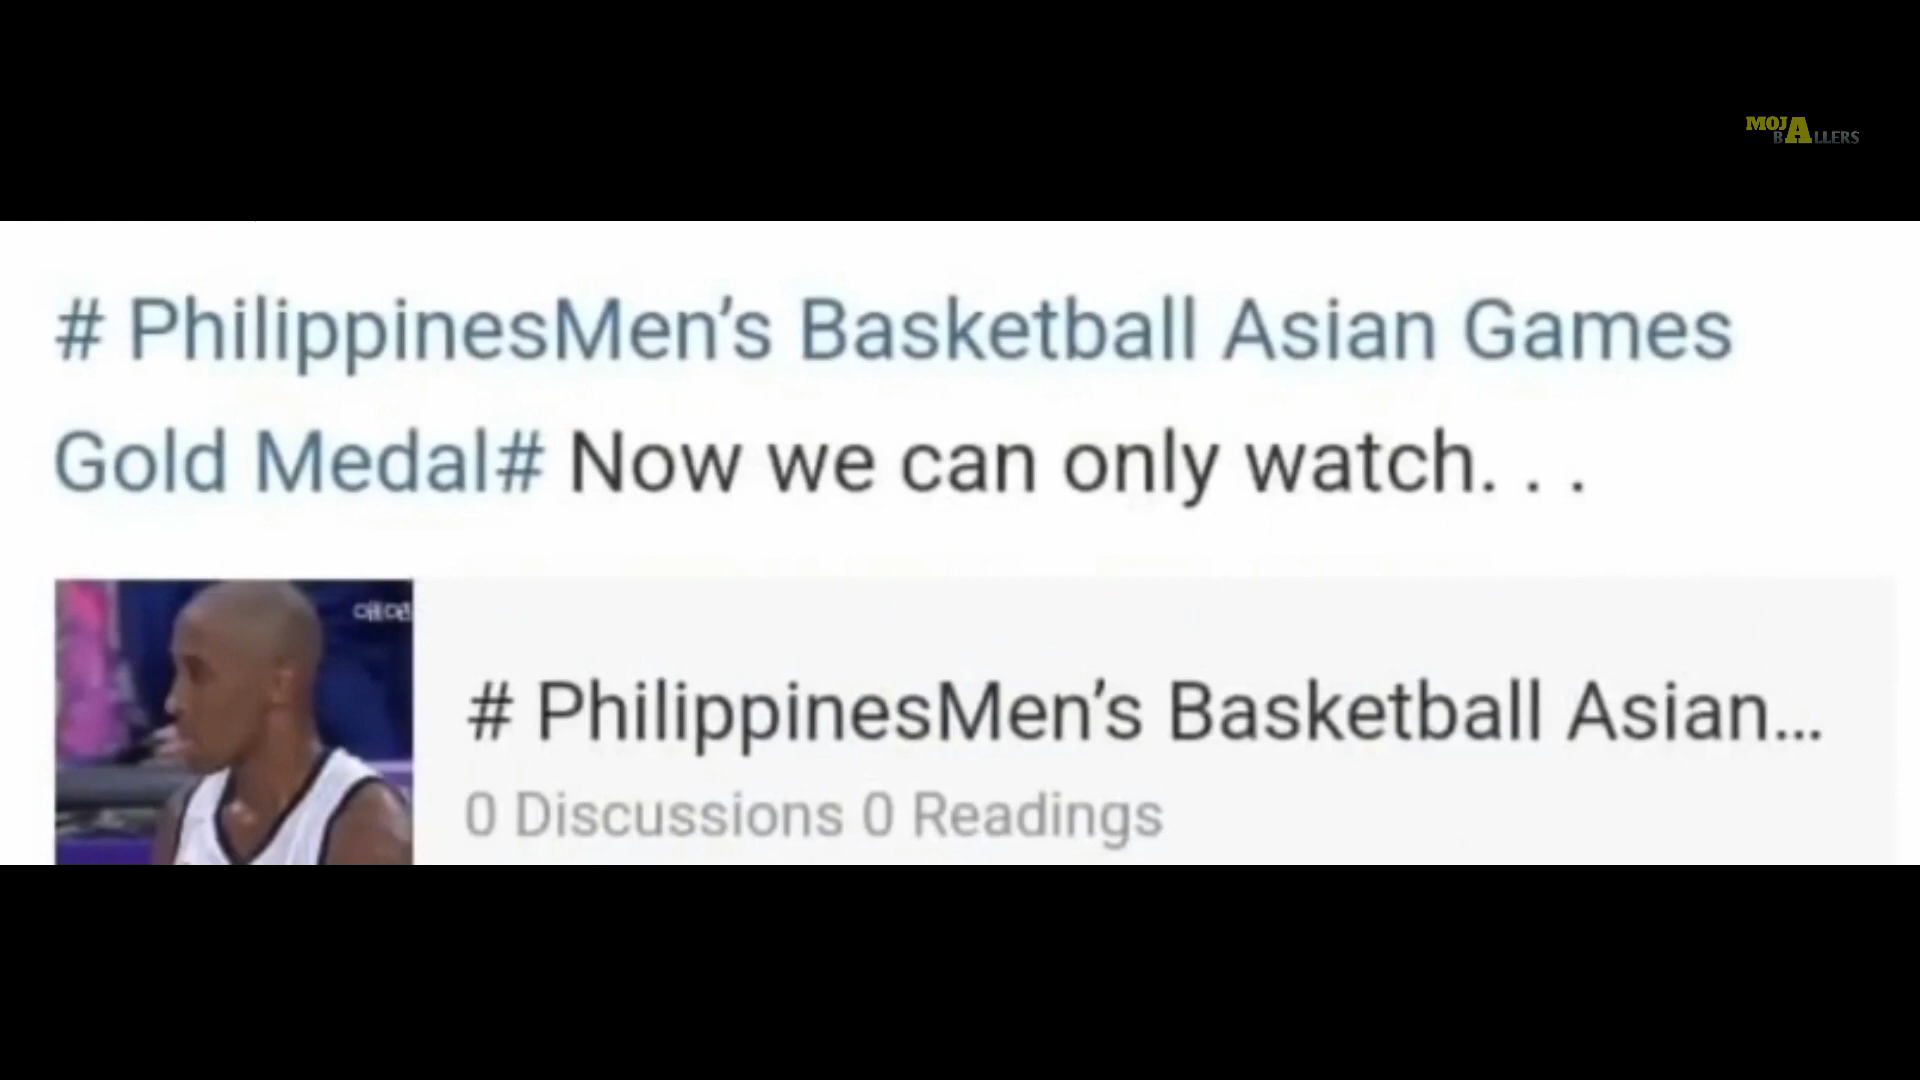 MOJ BALLERS
# PhilippinesMen's Basketball Asian Games
Gold Medal# Now we can only watch. . .
# PhilippinesMen's Basketball Asian...
0 Discussions 0 Readings